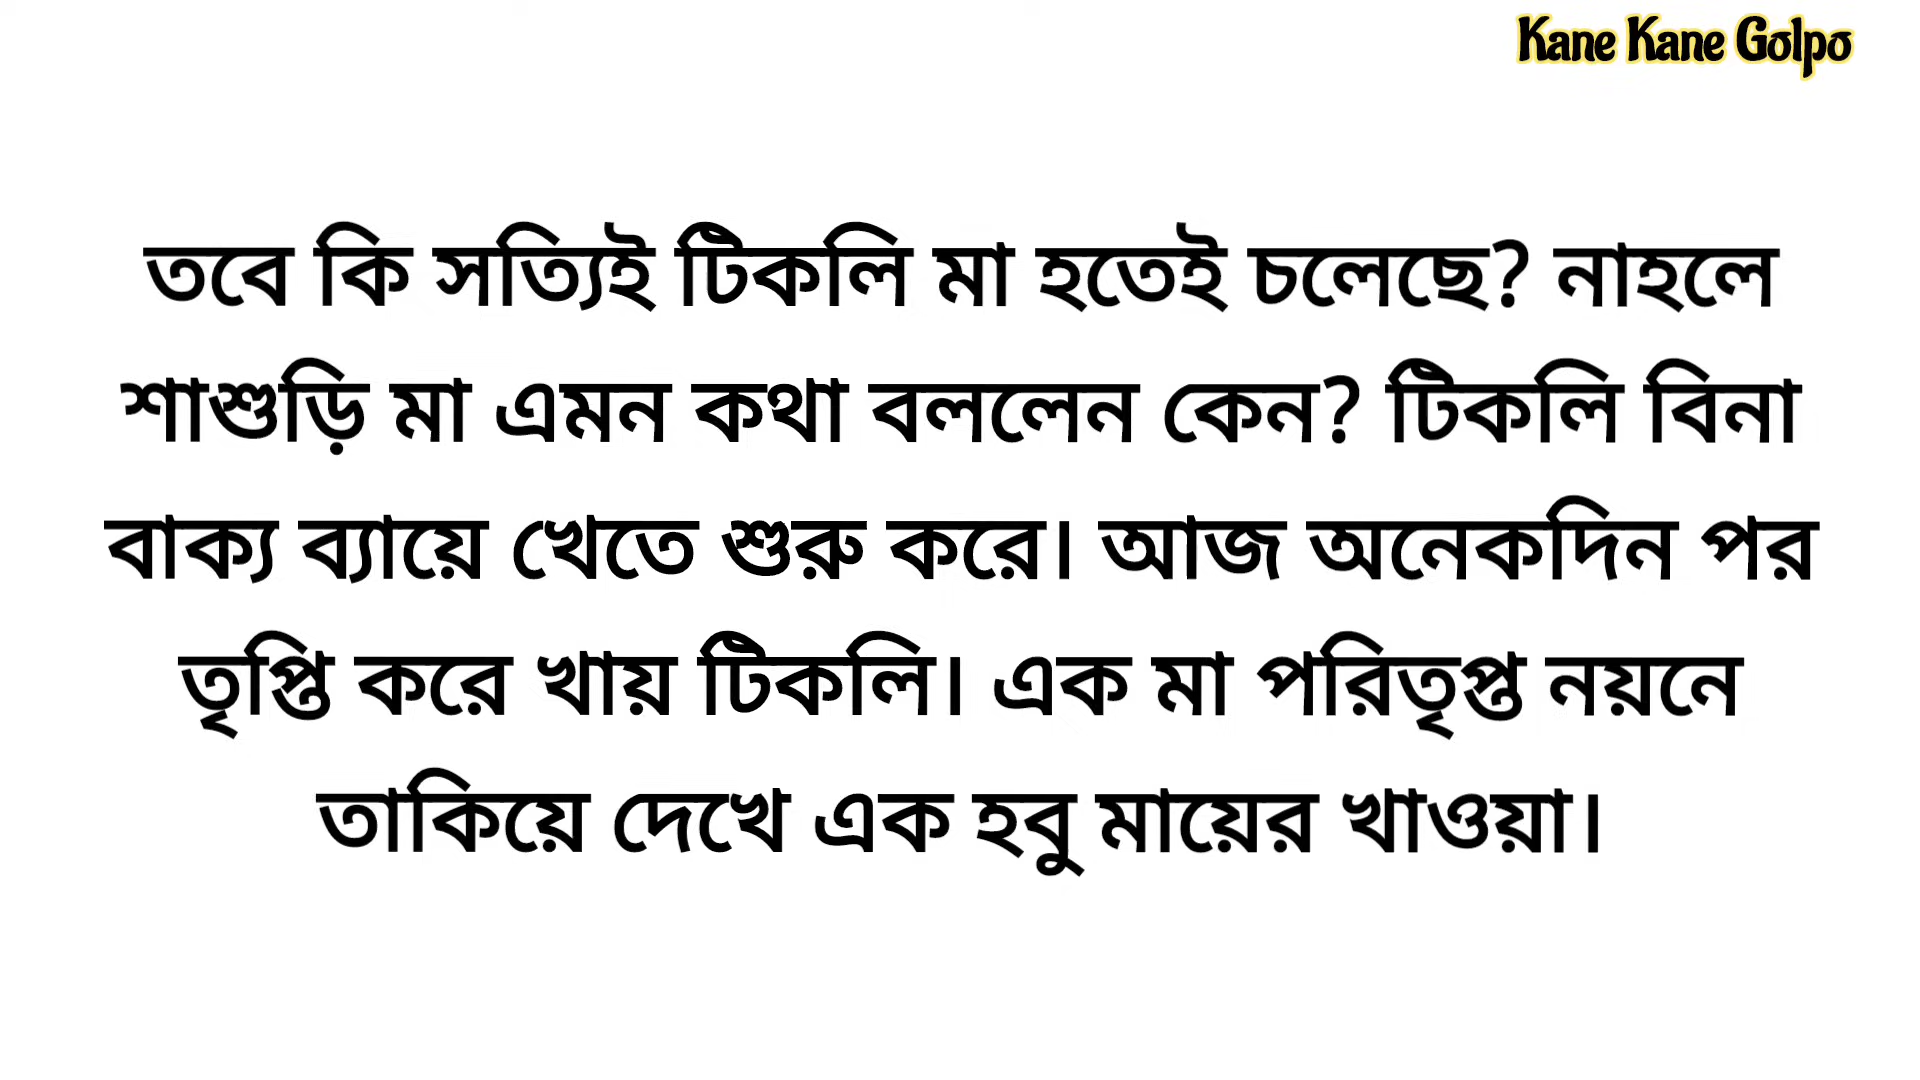 Kane Kane Golpo
তবে কি সত্যিই টিকলি মা হতেই চলেছে? নাহলে
শাশুড়ি মা এমন কথা বললেন কেন? টিকলি বিনা
বাক্য ব্যায়ে খেতে শুরু করে। আজ অনেকদিন পর
তৃপ্তি করে খায় টিকলি। এক মা পরিতৃপ্ত নয়নে
তাকিয়ে দেখে এক হবু মায়ের খাওয়া।